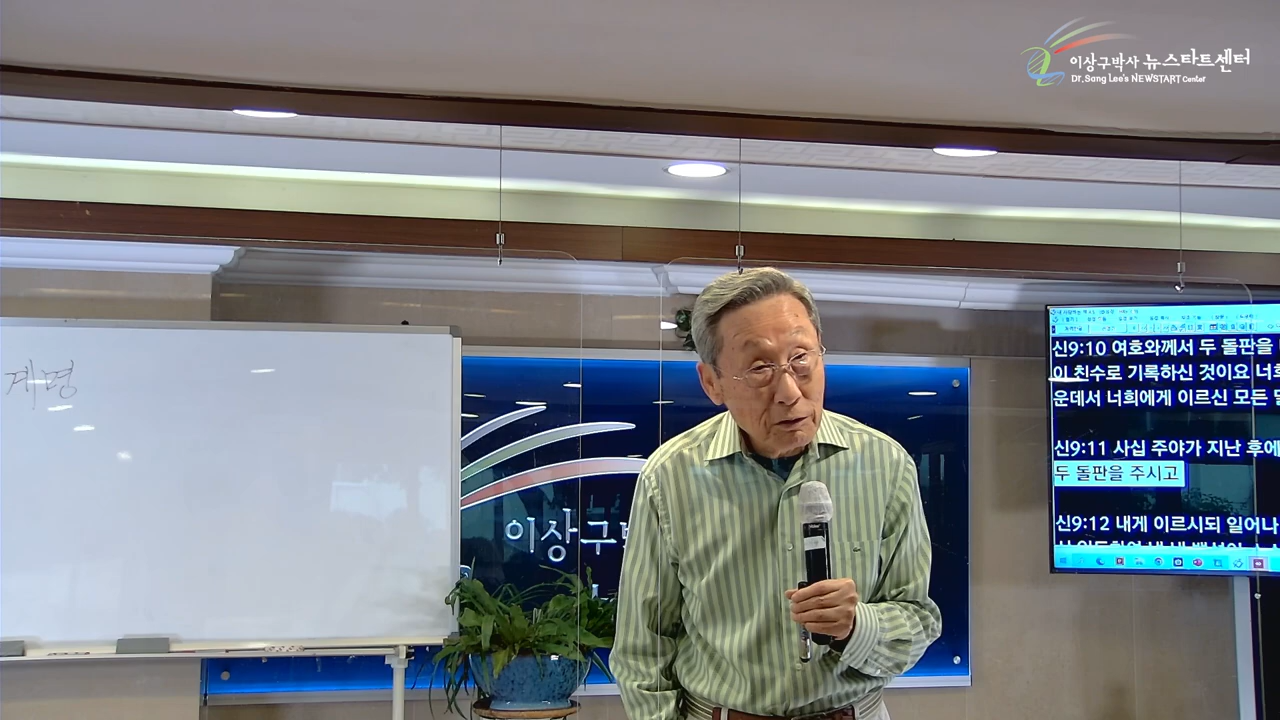 이상구박사 뉴스타트센터
Dr. Sang Lee's NEWSTART Center
계명
이상구
신9:10 여호와께서 두 돌판을
이 친수로 기록하신 것이요 너희
운데서 너희에게 이르신 모든
신9:11 사십 주야가 지난 후에
두 돌판을 주시고
신9:12 내게 이르시되 일어나